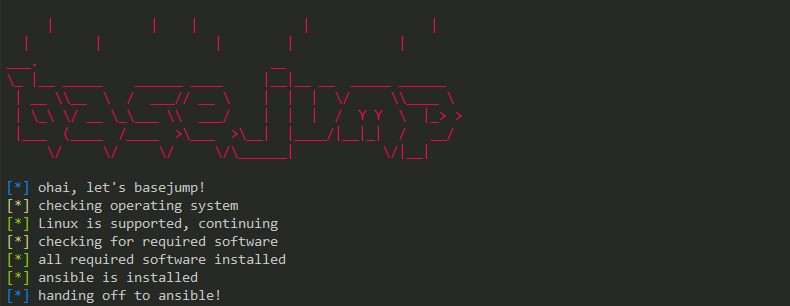 basejump
[*] ohai, let's basejump!
[*] checking operating system
[*] Linux is supported, continuing
[*] checking for required software
[*] all required software installed
[*] ansible is installed
[*] handing off to ansible!